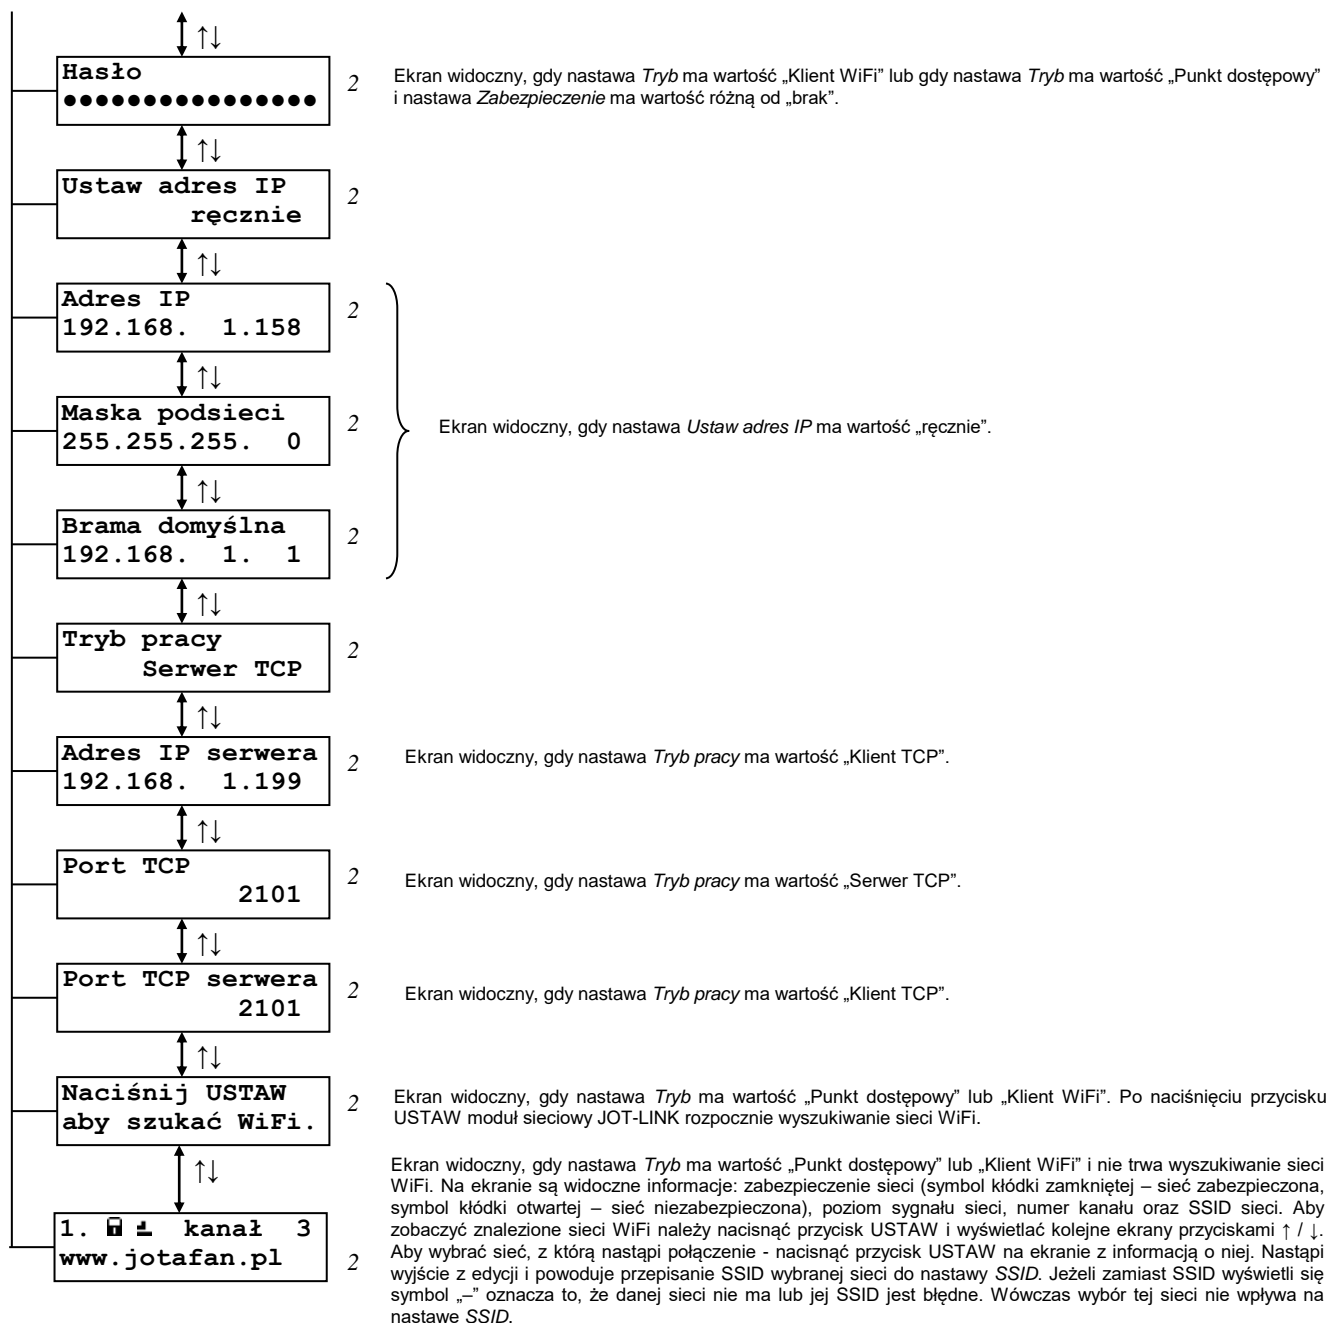 ↑↓
Hasło
●●●●●●●●●●●●●●●●
2
Ekran widoczny, gdy nastawa Tryb ma wartość „Klient WiFi” lub gdy nastawa Tryb ma wartość „Punkt dostępowy”
i nastawa Zabezpieczenie ma wartość różną od „brak”.
↑↓
Ustaw adres IP
ręcznie
2
↑↓
Adres IP
192.168.  1.158
2
↑↓
Maska podsieci
255.255.255.  0
2
Ekran widoczny, gdy nastawa Ustaw adres IP ma wartość „ręcznie”.
↑↓
Brama domyślna
192.168.  1.  1
2
↑↓
Tryb pracy
Serwer TCP
2
↑↓
Adres IP serwera
192.168.  1.199
2
Ekran widoczny, gdy nastawa Tryb pracy ma wartość „Klient TCP”.
↑↓
Port TCP
2101
2
Ekran widoczny, gdy nastawa Tryb pracy ma wartość „Serwer TCP”.
↑↓
Port TCP serwera
2101
2
Ekran widoczny, gdy nastawa Tryb pracy ma wartość „Klient TCP”.
↑↓
Naciśnij USTAW
aby szukać WiFi.
2
Ekran widoczny, gdy nastawa Tryb ma wartość „Punkt dostępowy” lub „Klient WiFi”. Po naciśnięciu przycisku
USTAW moduł sieciowy JOT-LINK rozpocznie wyszukiwanie sieci WiFi.
↑↓
1. kanał 3
www.jotafan.pl
2
Ekran widoczny, gdy nastawa Tryb ma wartość „Punkt dostępowy” lub „Klient WiFi” i nie trwa wyszukiwanie sieci
WiFi. Na ekranie są widoczne informacje: zabezpieczenie sieci (symbol kłódki zamkniętej – sieć zabezpieczona,
symbol kłódki otwartej – sieć niezabezpieczona), poziom sygnału sieci, numer kanału oraz SSID sieci. Aby
zobaczyć znalezione sieci WiFi należy nacisnąć przycisk USTAW i wyświetlać kolejne ekrany przyciskami ↑ / ↓.
Aby wybrać sieć, z którą nastąpi połączenie - nacisnąć przycisk USTAW na ekranie z informacją o niej. Nastąpi
wyjście z edycji i powoduje przepisanie SSID wybranej sieci do nastawy SSID. Jeżeli zamiast SSID wyświetli się
symbol „–” oznacza to, że danej sieci nie ma lub jej SSID jest błędne. Wówczas wybór tej sieci nie wpływa na
nastawę SSID.